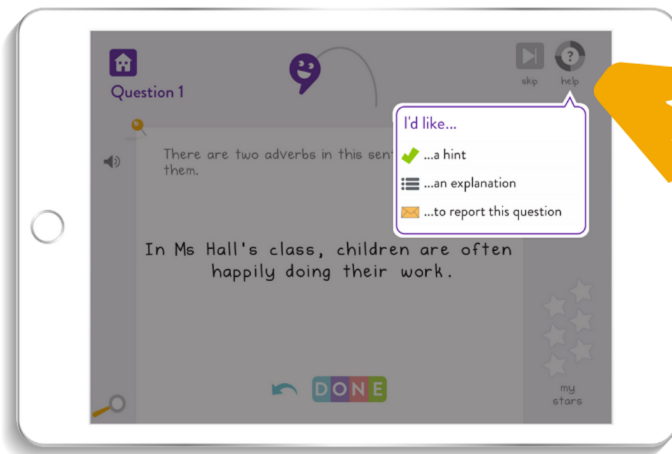 Question 1
skip
help
There are two adverbs in this sen
them.
I'd like...
...a hint
...an explanation
...to report this question
In Ms Hall's class, children are often
happily doing their work.
DONE
my
stars